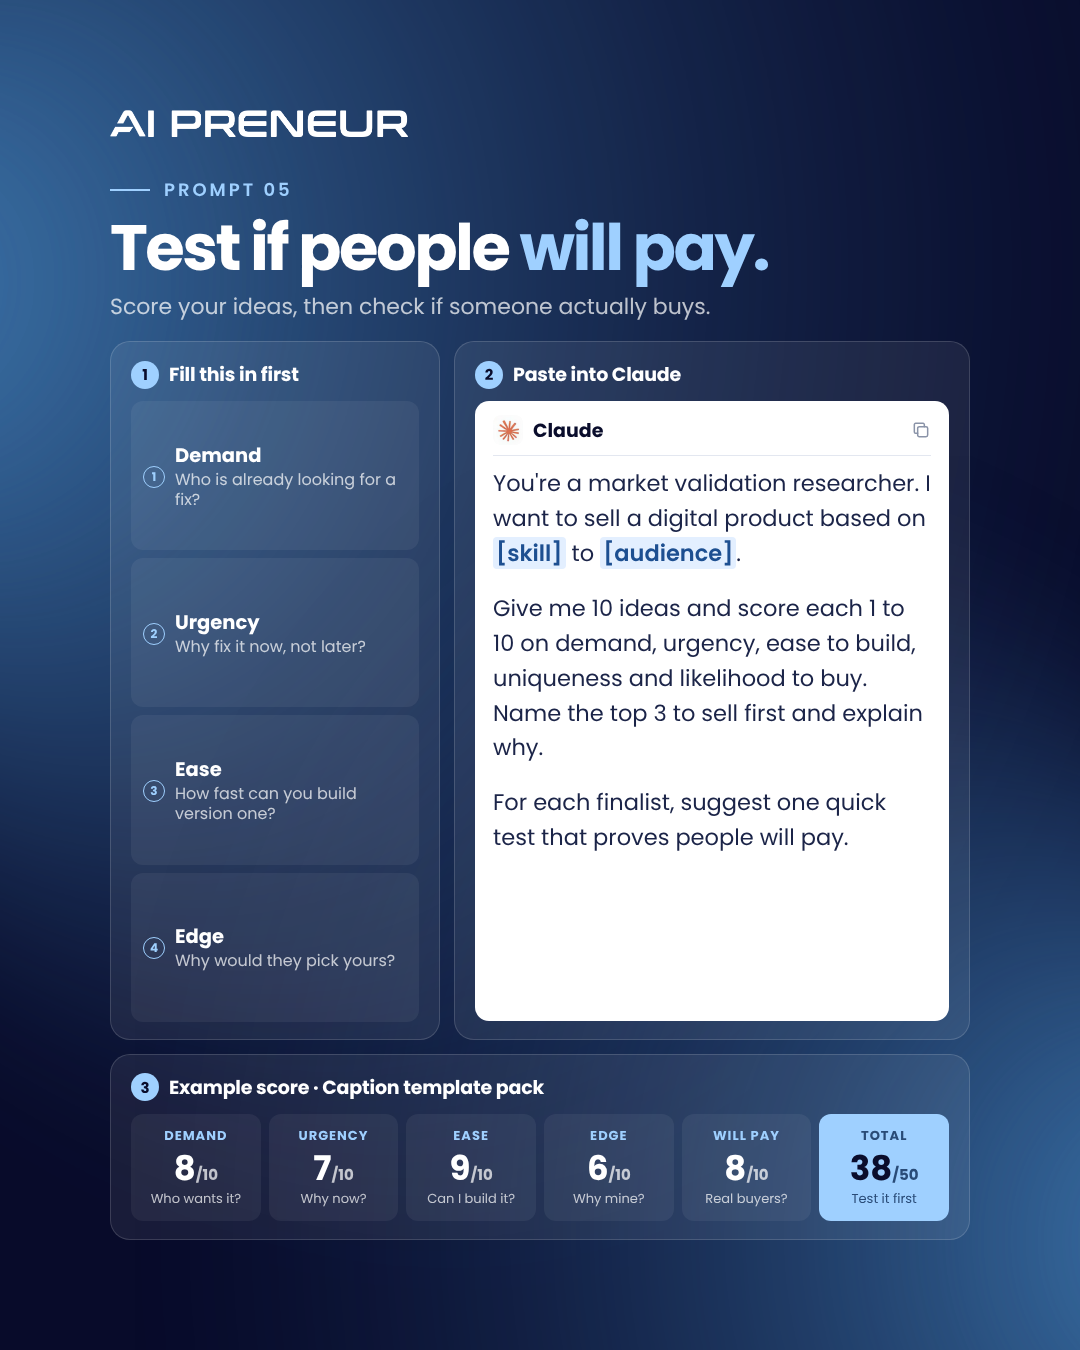 AI PRENEUR
PROMPT 05
Test if people will pay.
Score your ideas, then check if someone actually buys.
1 Fill this in first
1
Demand
Who is already looking for a
fix?
2
Urgency
Why fix it now, not later?
3
Ease
How fast can you build
version one?
4
Edge
Why would they pick yours?
2 Paste into Claude
Claude
You're a market validation researcher. I
want to sell a digital product based on
[skill] to [audience].
Give me 10 ideas and score each 1 to
10 on demand, urgency, ease to build,
uniqueness and likelihood to buy.
Name the top 3 to sell first and explain
why.
For each finalist, suggest one quick
test that proves people will pay.
3 Example score · Caption template pack
DEMAND
8/10
Who wants it?
URGENCY
7/10
Why now?
EASE
9/10
Can I build it?
EDGE
6/10
Why mine?
WILL PAY
8/10
Real buyers?
TOTAL
38/50
Test it first